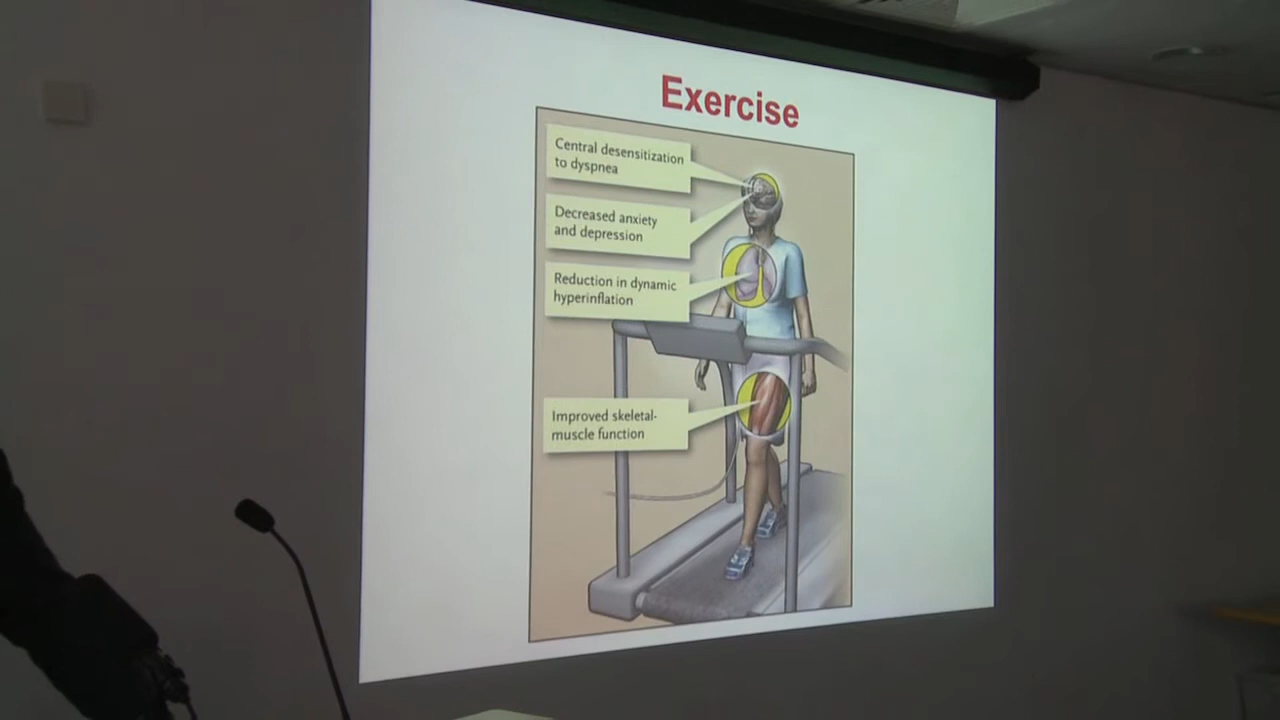 Exercise
Central desensitization
to dyspnea
Decreased anxiety
and depression
Reduction in dynamic
hyperinflation
Improved skeletal-
muscle function